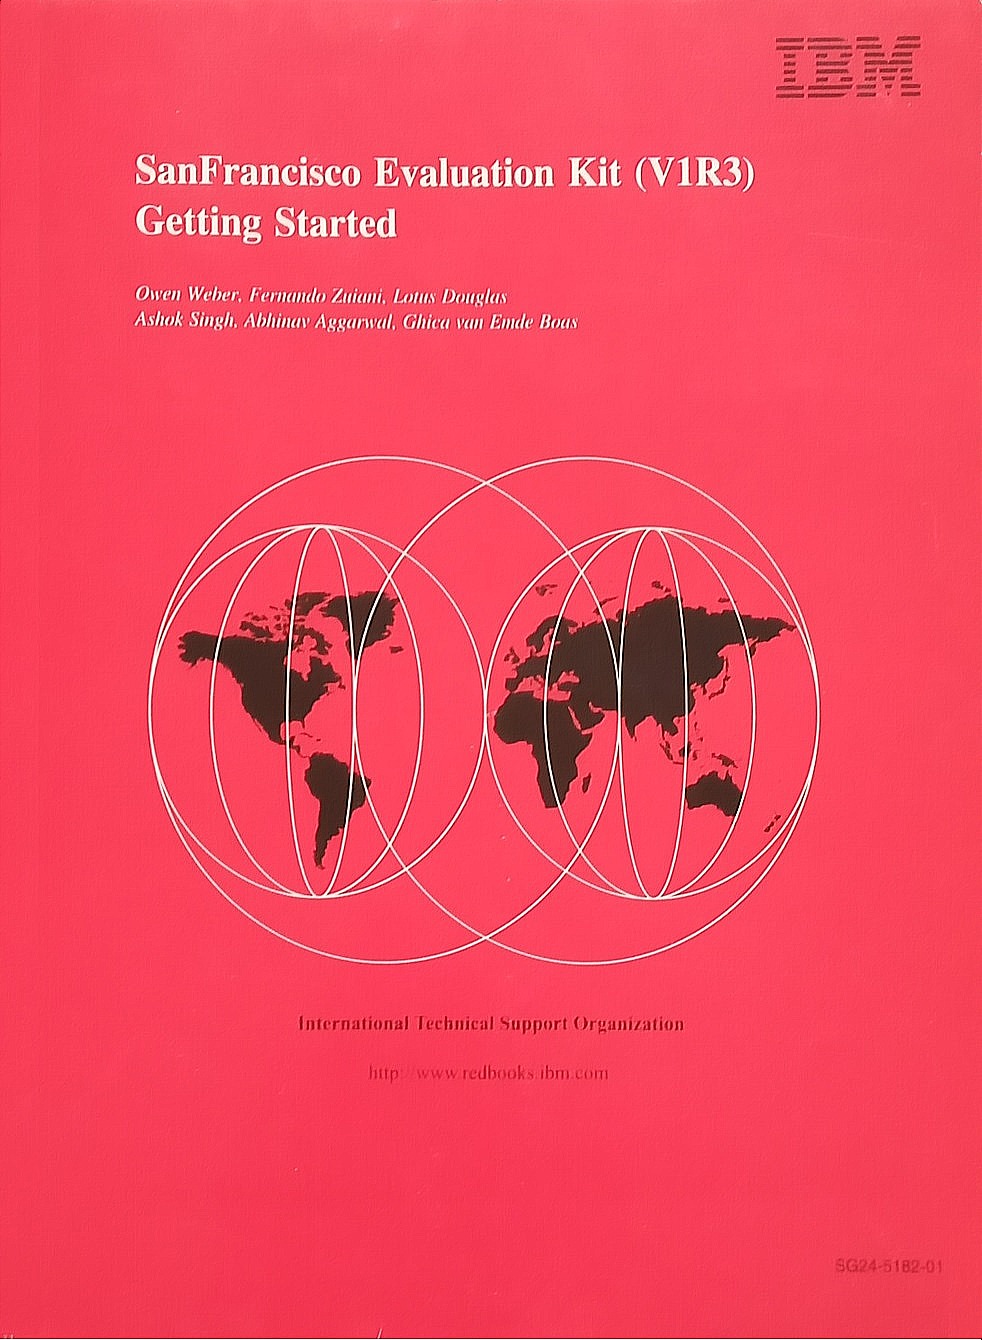 IBM
SanFrancisco Evaluation Kit (V1R3)
Getting Started
Owen Weber, Fernando Zuiani, Lotus Douglas
Ashok Singh, Abhinav Aggarwal, Ghica van Emde Boas
International Technical Support Organization
http://www.redbooks.ibm.com
SG24-5182-01